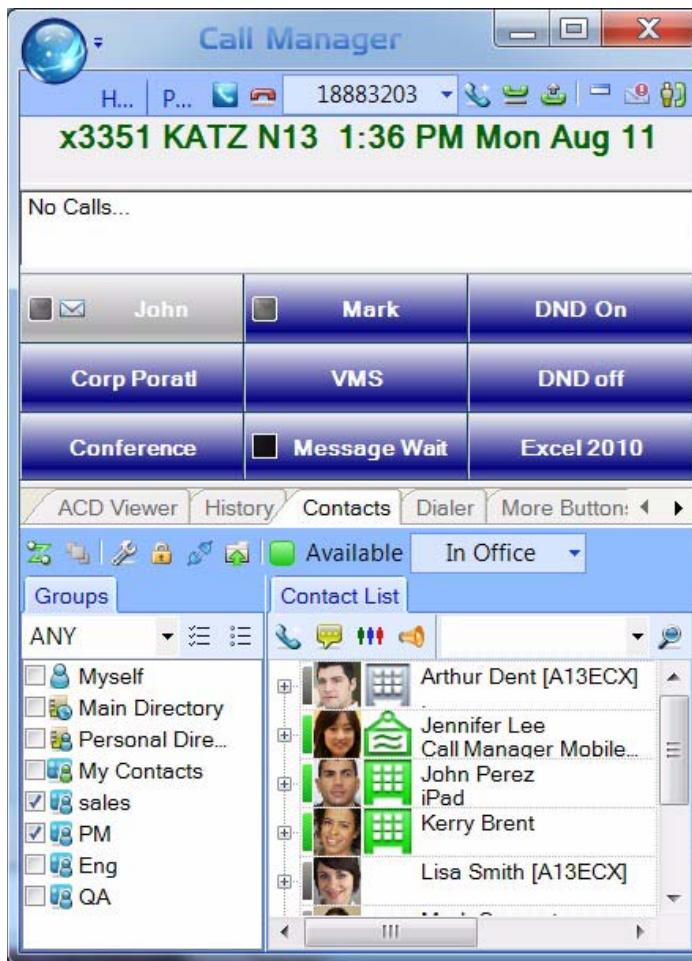 Call Manager
H... P... 18883203
x3351 KATZ N13 1:36 PM Mon Aug 11
No Calls...
John Mark DND On
Corp Poratl VMS DND off
Conference Message Wait Excel 2010
ACD Viewer History Contacts Dialer More Button
Available In Office
Groups
ANY
Myself
Main Directory
Personal Dire...
My Contacts
sales
PM
Eng
QA
Contact List
Arthur Dent [A13ECX]
Jennifer Lee
Call Manager Mobile...
John Perez
iPad
Kerry Brent
Lisa Smith [A13ECX]